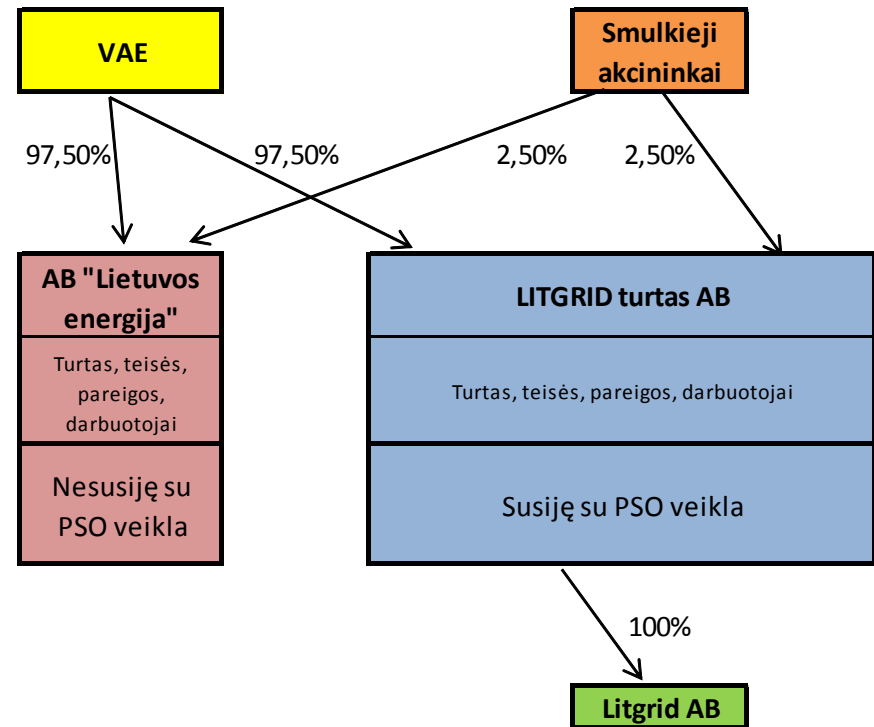 VAE
Smulkieji
akcininkai
97,50%
97,50%
2,50%
2,50%
AB "Lietuvos
energija"
Turtas, teisės,
pareigos,
darbuotojai
Nesusiję su
PSO veikla
LITGRID turtas AB
Turtas, teisės, pareigos, darbuotojai
Susiję su PSO veikla
100%
Litgrid AB